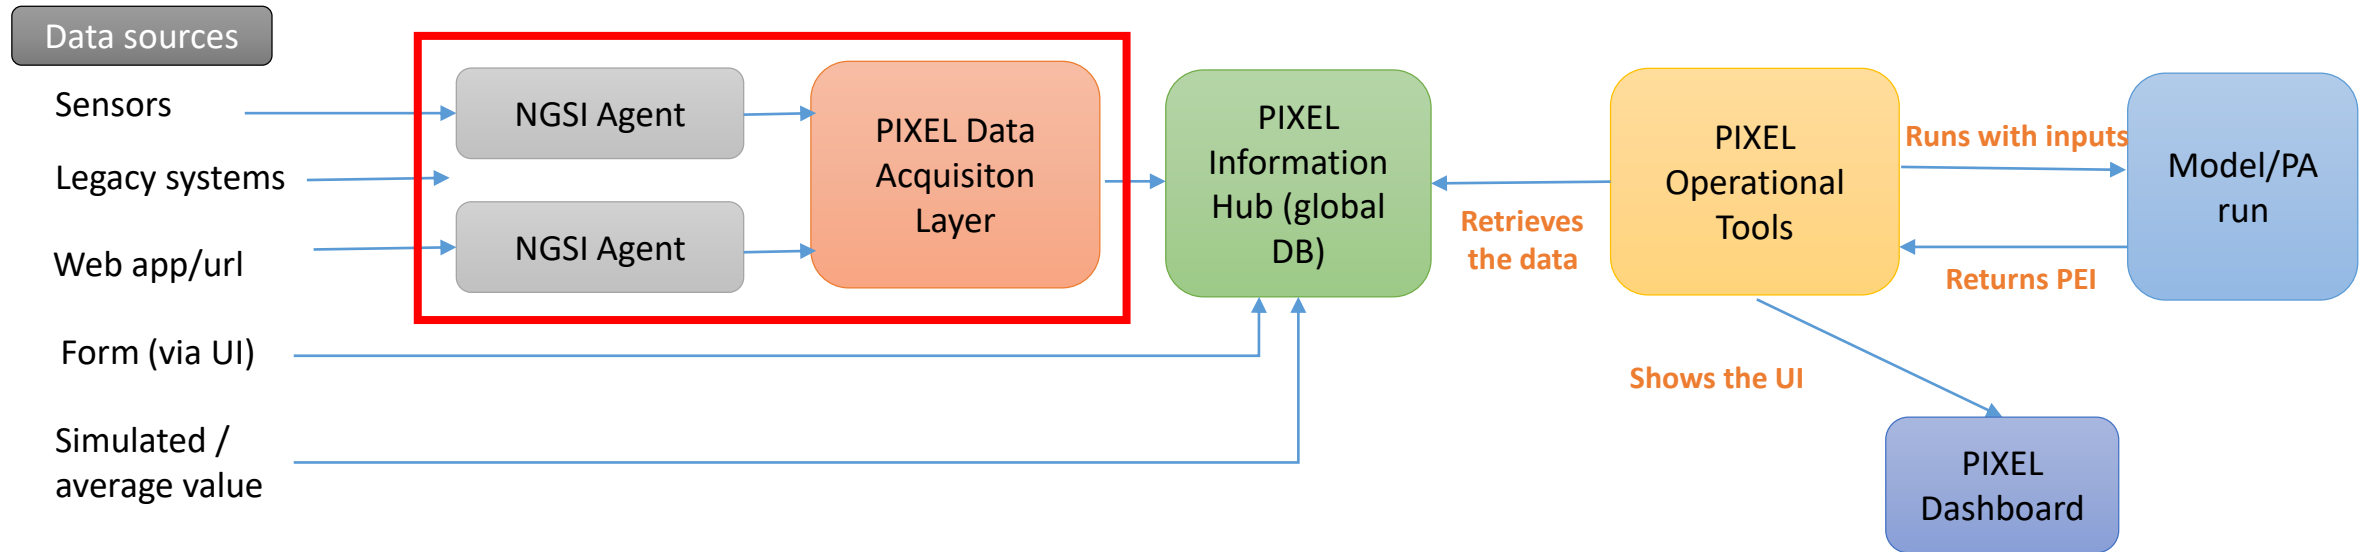 Data sources
Sensors
Legacy systems
Web app/url
Form (via UI)
Simulated /
average value
NGSI Agent
NGSI Agent
PIXEL Data
Acquisiton
Layer
PIXEL
Information
Hub (global
DB)
Retrieves
the data
PIXEL
Operational
Tools
Runs with inputs
Returns PEI
Model/PA
run
Shows the UI
PIXEL
Dashboard